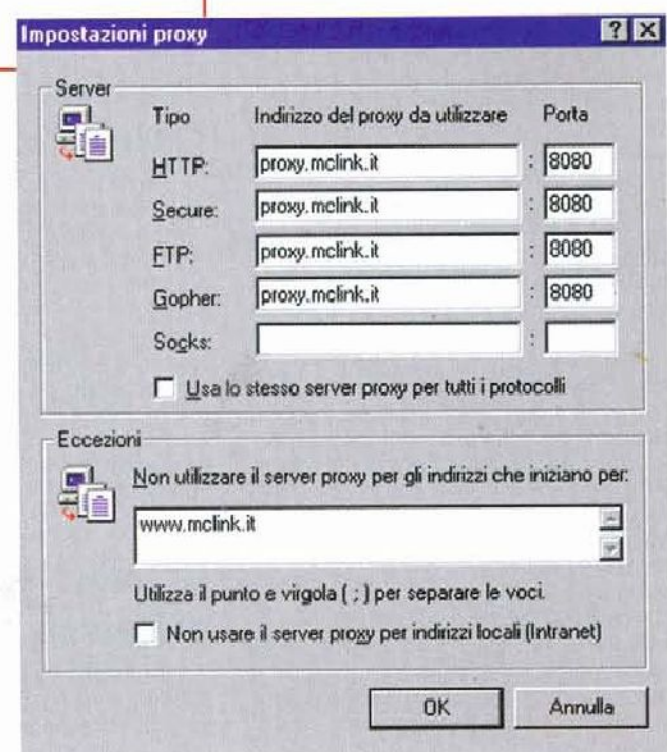 Impostazioni proxy
Server
Tipo Indirizzo del proxy da utilizzare Porta
HTTP: proxy.mclink.it : 8080
Secure: proxy.mclink.it : 8080
FTP: proxy.mclink.it : 8080
Gopher: proxy.mclink.it : 8080
Socks: :
Usa lo stesso server proxy per tutti i protocolli
Eccezioni
Non utilizzare il server proxy per gli indirizzi che iniziano per:
www.mclink.it
Utilizza il punto e virgola ( ; ) per separare le voci.
Non usare il server proxy per indirizzi locali (Intranet)
OK Annulla